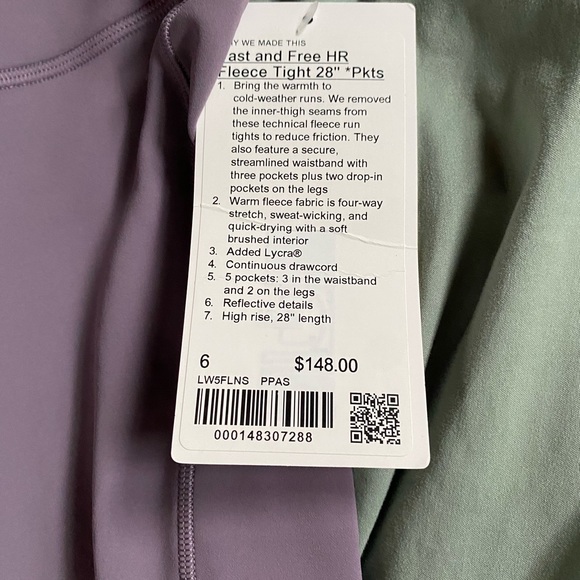 Y WE MADE THIS
ast and Free HR
Fleece Tight 28" *Pkts
1. Bring the warmth to
cold-weather runs. We removed
the inner-thigh seams from
these technical fleece run
tights to reduce friction. They
also feature a secure,
streamlined waistband with
three pockets plus two drop-in
pockets on the legs
2. Warm fleece fabric is four-way
stretch, sweat-wicking, and
quick-drying with a soft
brushed interior
3. Added Lycra®
4. Continuous drawcord
5. 5 pockets: 3 in the waistband
and 2 on the legs
6. Reflective details
7. High rise, 28" length
6 $148.00
LW5FLNS PPAS
000148307288